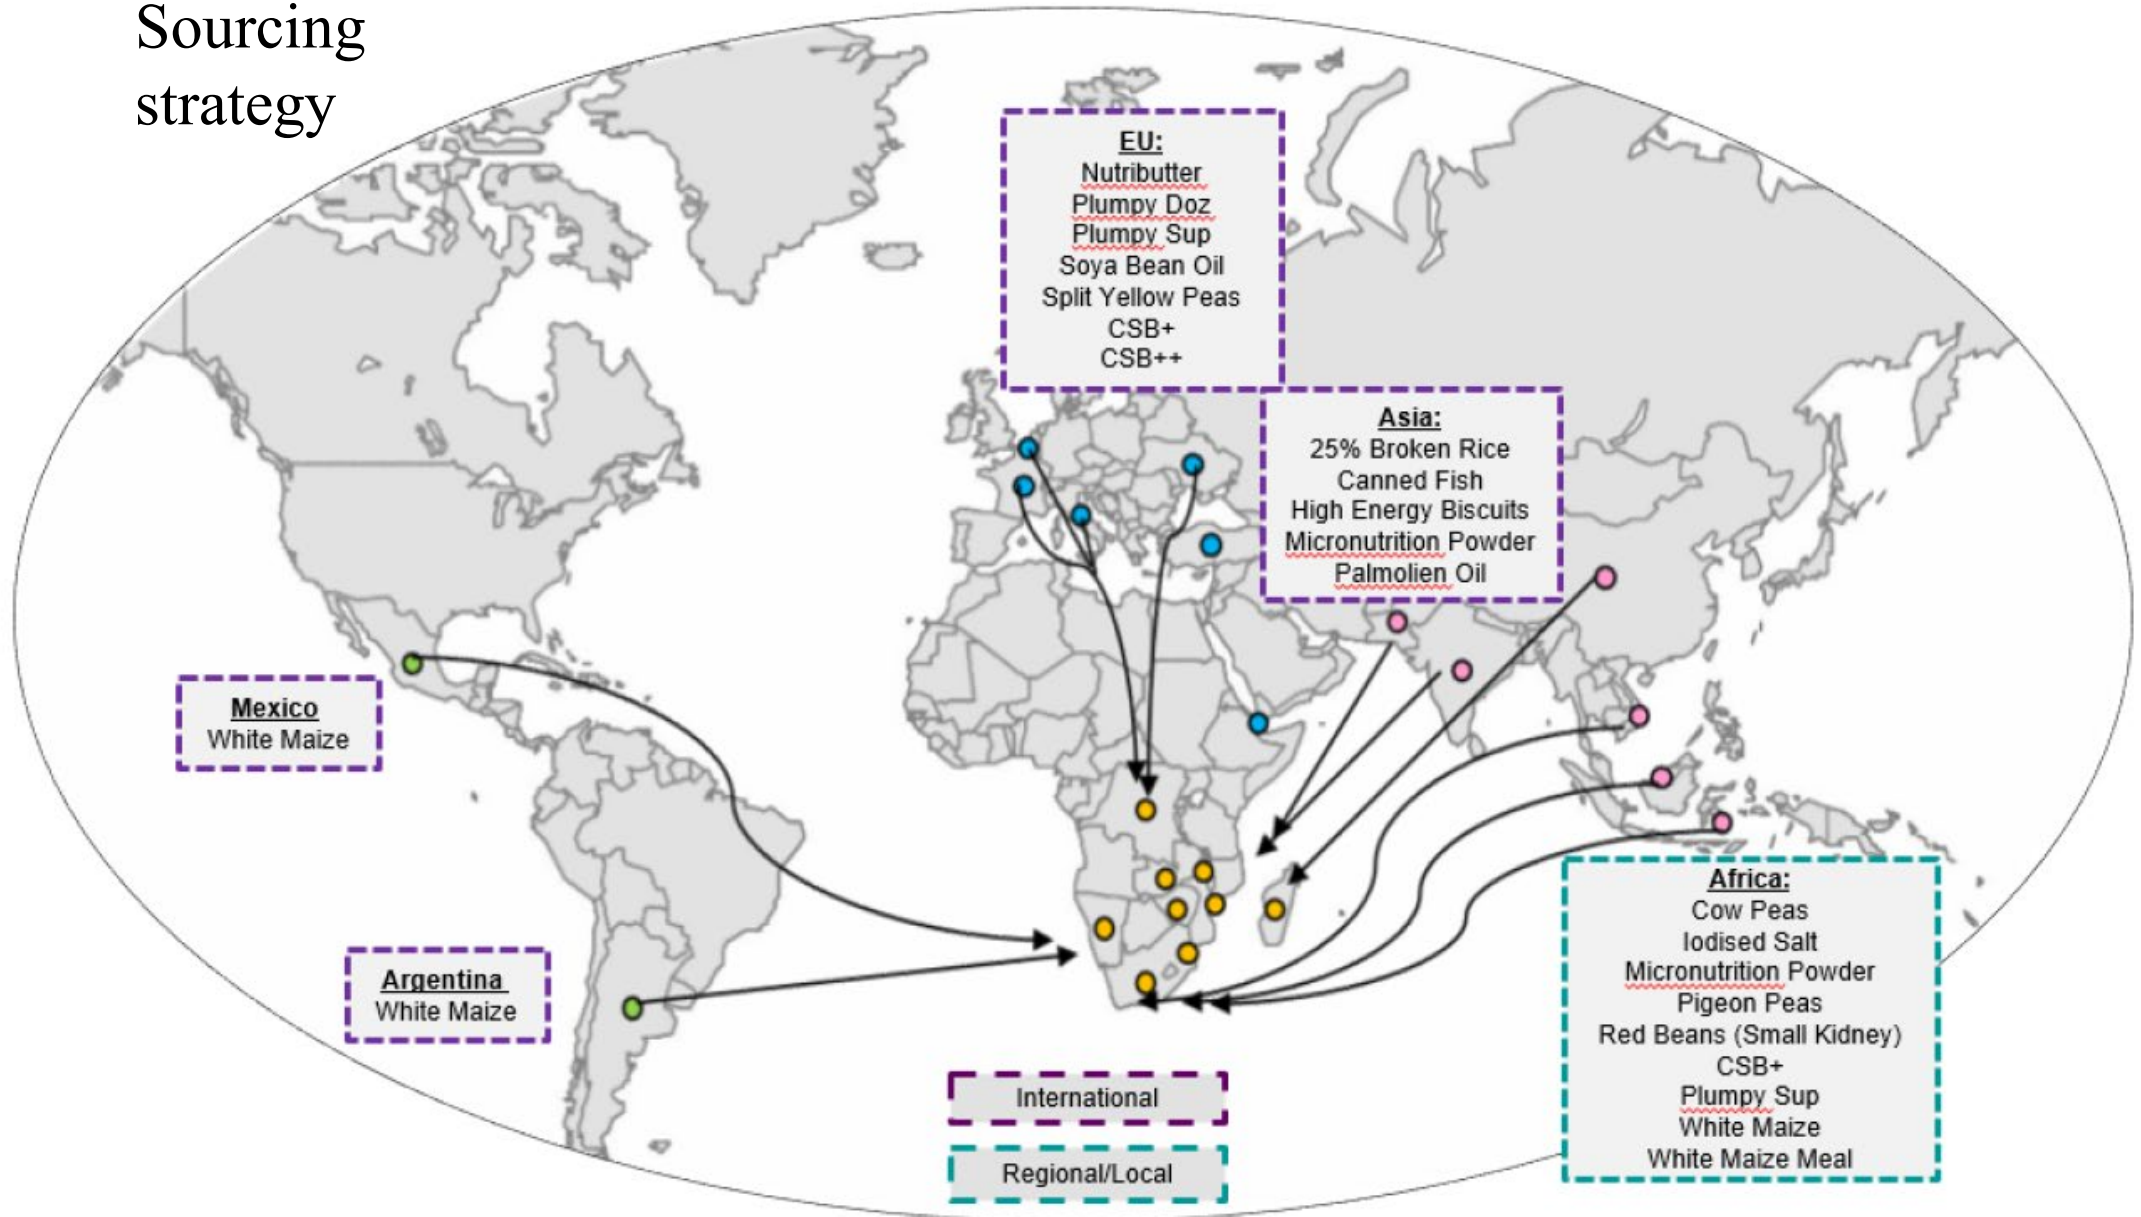 Sourcing
strategy
EU:
Nutributter
Plumpy Doz
Plumpy Sup
Soya Bean Oil
Split Yellow Peas
CSB+
CSB++
Asia:
25% Broken Rice
Canned Fish
High Energy Biscuits
Micronutrition Powder
Palmolien Oil
Mexico
White Maize
Argentina
White Maize
Africa:
Cow Peas
Iodised Salt
Micronutrition Powder
Pigeon Peas
Red Beans (Small Kidney)
CSB+
Plumpy Sup
White Maize
White Maize Meal
International
Regional/Local